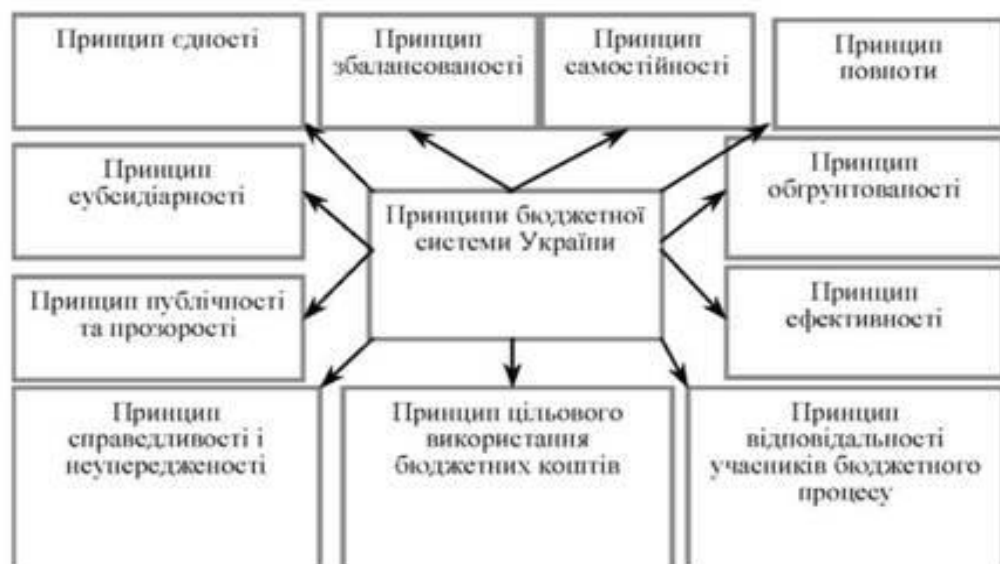 Принцип єдності
Принцип
збалансованості
Принцип
самостійності
Принцип
повноти
Принцип
субсидіарності
Принципи бюджетної
системи України
Принцип
обгрунтованості
Принцип публічності
та прозорості
Принцип
ефективності
Принцип
справедливості і
неупередженості
Принцип цільового
використання
бюджетних коштів
Принцип
відповідальності
учасників бюджетного
процесу